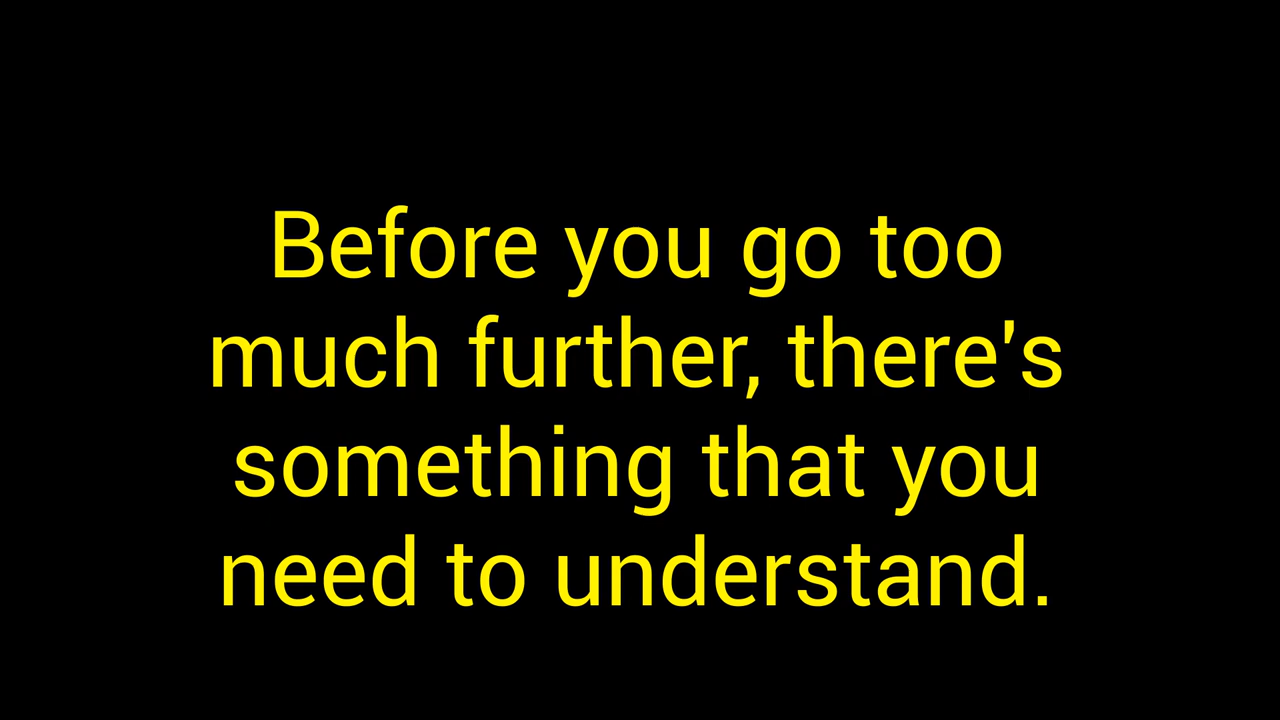 Before you go too
much further, there's
something that you
need to understand.